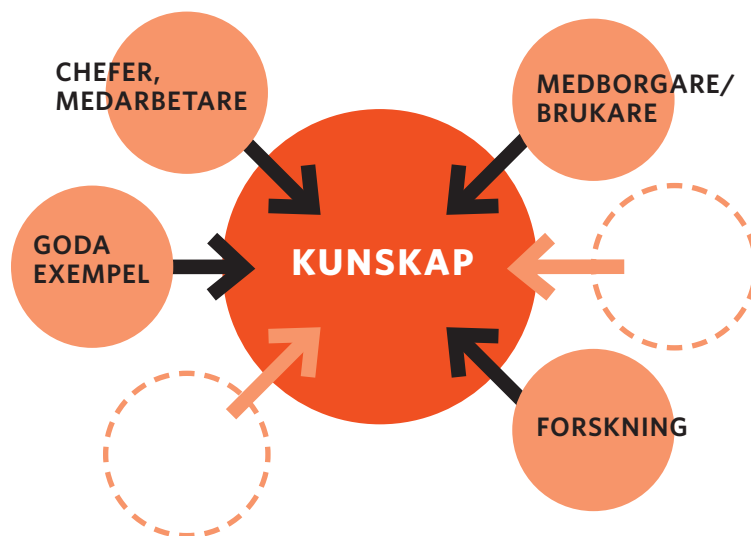 CHEFER,
MEDARBETARE
MEDBORGARE/
BRUKARE
GODA
EXEMPEL
KUNSKAP
FORSKNING